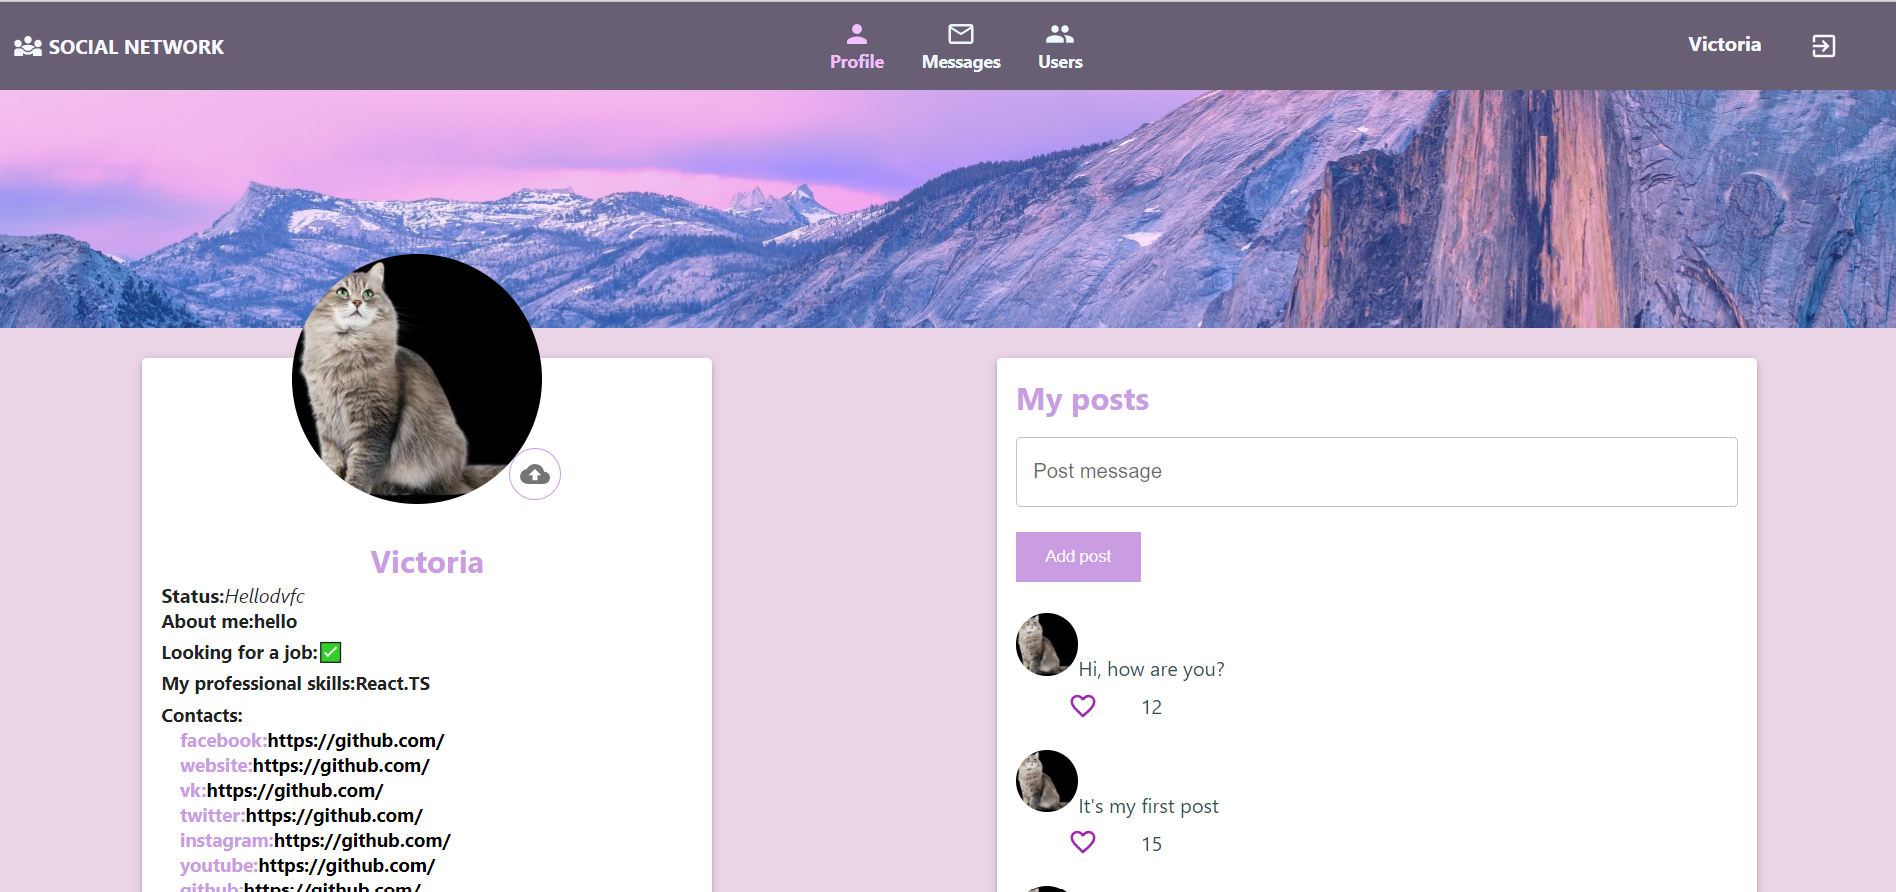 SOCIAL NETWORK
Profile
Messages
Users
Victoria
Victoria
Status:Hellodvfc
About me:hello
Looking for a job:✅
My professional skills:React.TS
Contacts:
facebook:https://github.com/
website:https://github.com/
vk:https://github.com/
twitter:https://github.com/
instagram:https://github.com/
youtube:https://github.com/
github:https://github.com/
My posts
Post message
Add post
Hi, how are you?
12
It's my first post
15